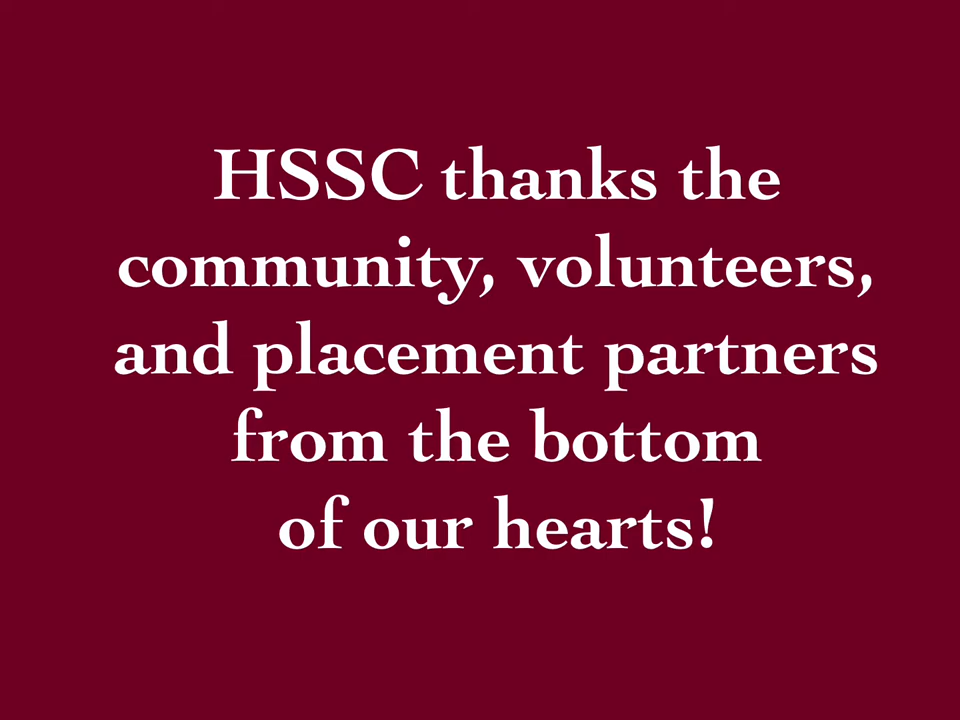 HSSC thanks the
community, volunteers,
and placement partners
from the bottom
of our hearts!